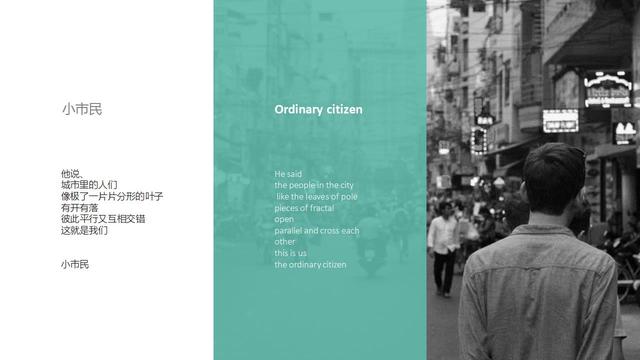 小市民
他说、
城市里的人们
像极了一片片分形的叶子
有开有落
彼此平行又互相交错
这就是我们
小市民
Ordinary citizen
He said
the people in the city
like the leaves of pole
pieces of fractal
open
parallel and cross each
other
this is us
the ordinary citizen